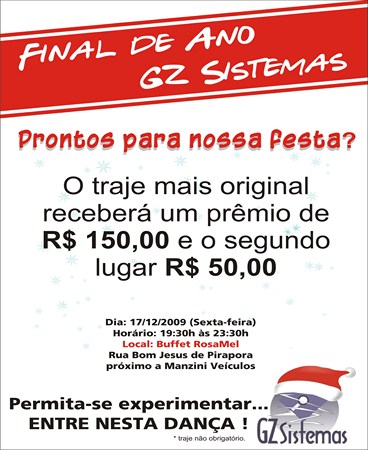 Final de Ano
GZ Sistemas
Prontos para nossa festa?
O traje mais original
receberá um prêmio de
R$ 150,00 e o segundo
lugar R$ 50,00
Dia: 17/12/2009 (Sexta-feira)
Horário: 19:30h às 23:30h
Local: Buffet RosaMel
Rua Bom Jesus de Pirapora
próximo a Manzini Veículos
Permita-se experimentar...
ENTRE NESTA DANÇA !
* traje não obrigatório.
GZSistemas